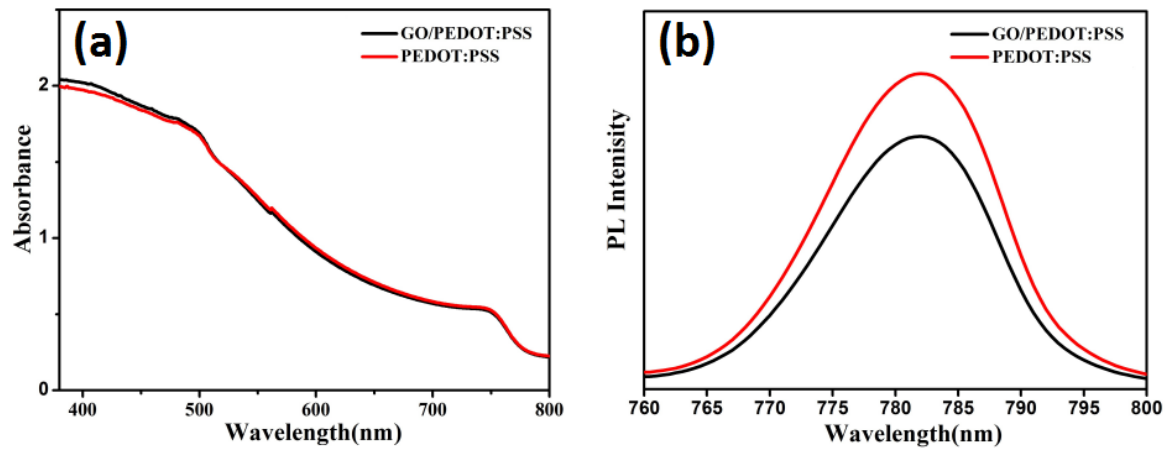 (a)
GO/PEDOT:PSS
PEDOT:PSS
Absorbance
2
1
0
400 500 600 700 800
Wavelength(nm)
(b)
GO/PEDOT:PSS
PEDOT:PSS
PL Intenisity
760 765 770 775 780 785 790 795 800
Wavelength(nm)